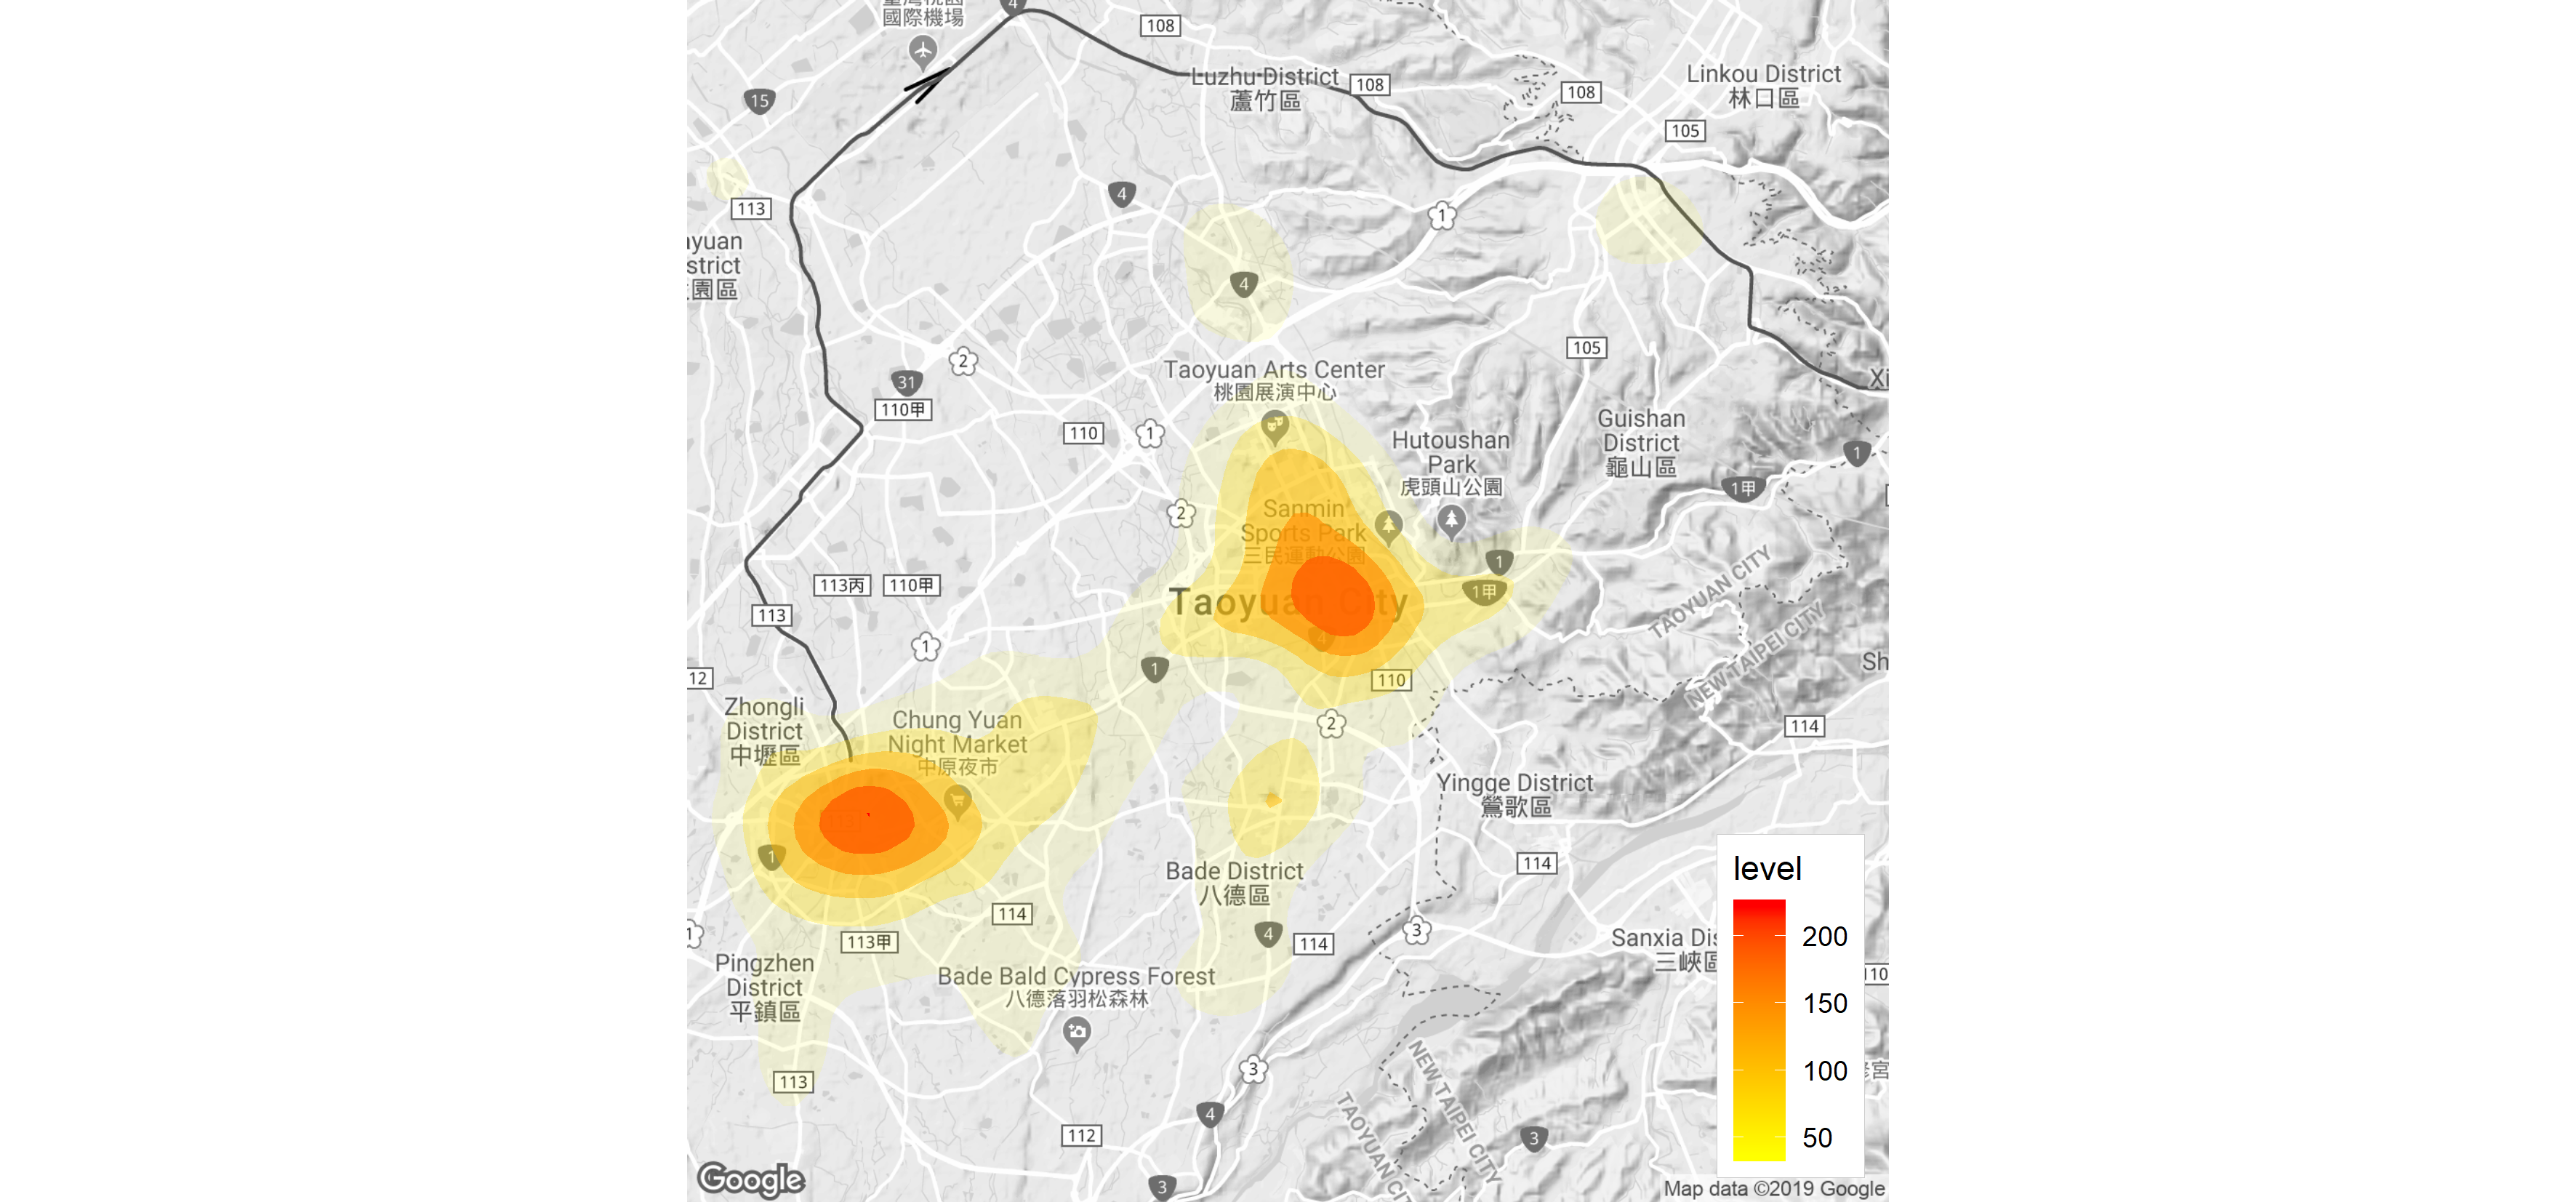 國際機場
4
108
15
Luzhu District
蘆竹區
108
108
Linkou District
林口區
105
113
4
1
ayuan
strict
園區
4
2
31
110甲
Taoyuan Arts Center
桃園展演中心
105
Xi
110
1
Hutoushan
Park
虎頭山公園
Guishan
District
龜山區
1
1甲
2
Sanmin
Sports Park
三民運動公園
1
1甲
113丙
110甲
Taoyuan City
TAOYUAN CITY
NEW TAIPEI CITY
113
4
1
1
Sh
12
110
Zhongli
District
中壢區
Chung Yuan
Night Market
中原夜市
2
114
Yingge District
鶯歌區
1
Bade District
八德區
114
level
200
150
100
50
114
113甲
1
4
114
3
Sanxia Dis
三峽區
110
Pingzhen
District
平鎮區
Bade Bald Cypress Forest
八德落羽松森林
113
3
NEW TAIPEI CITY
TAOYUAN CIT
4
112
3
3
Google
Map data ©2019 Google